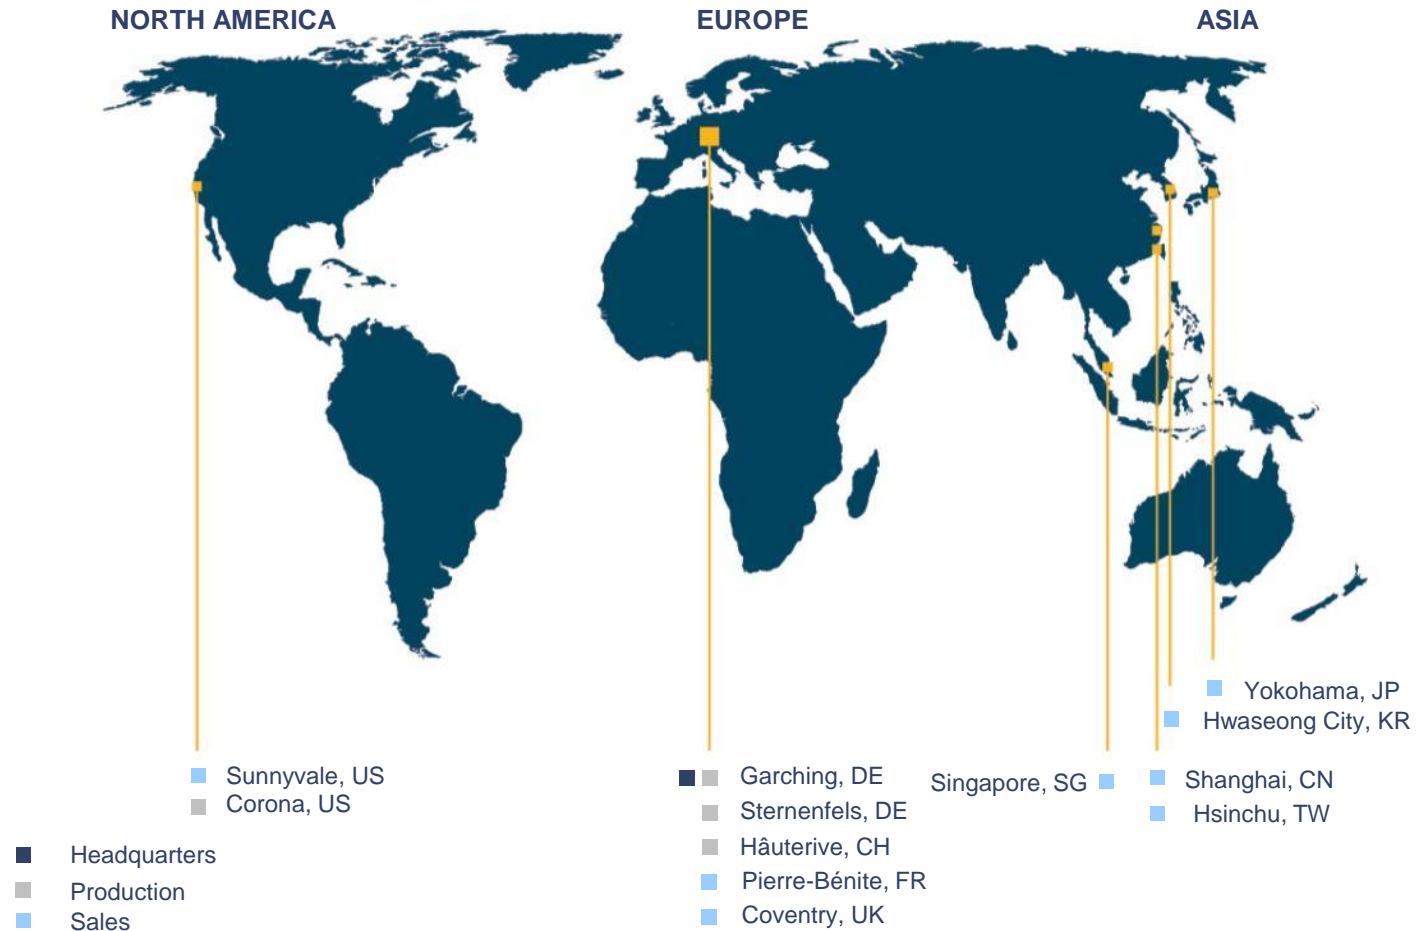 NORTH AMERICA
EUROPE
ASIA
Yokohama, JP
Hwaseong City, KR
Sunnyvale, US
Corona, US
Garching, DE
Sternenfels, DE
Hâuterive, CH
Pierre-Bénite, FR
Coventry, UK
Singapore, SG
Shanghai, CN
Hsinchu, TW
Headquarters
Production
Sales